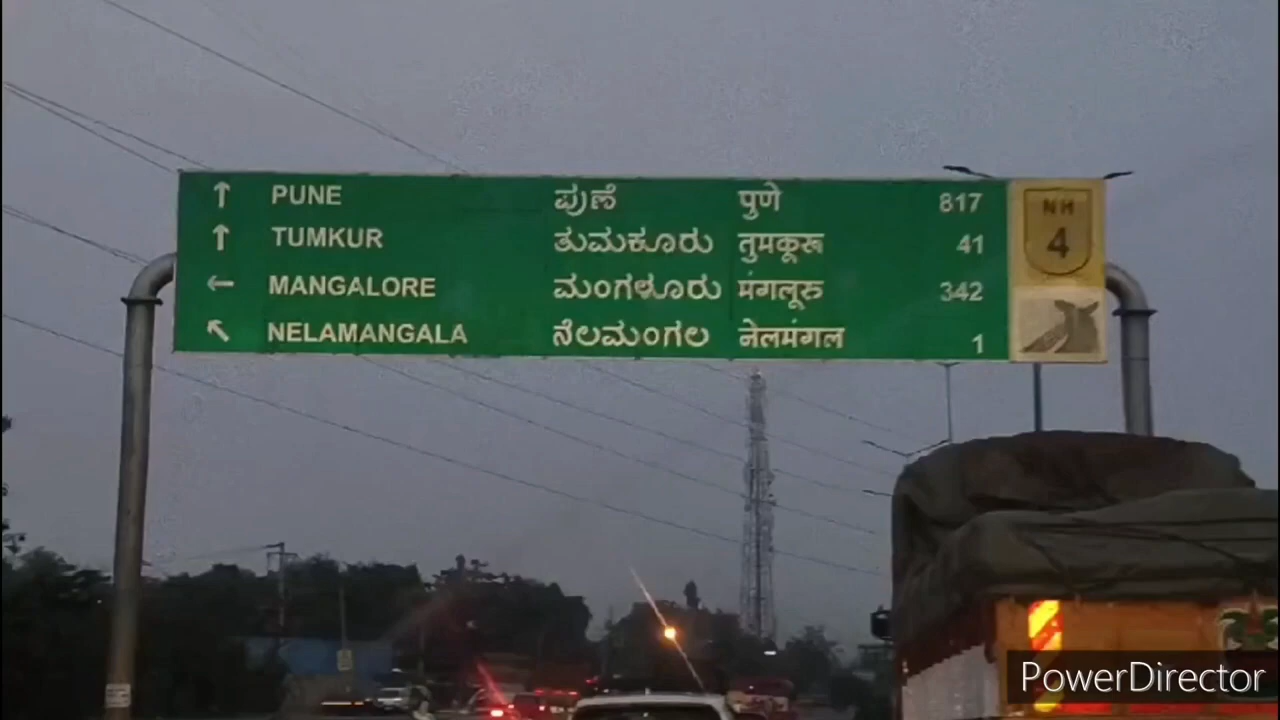 ↑ PUNE ಪುಣೆ पुणे 817
↑ TUMKUR ತುಮಕೂರು तुमकूरू 41
← MANGALORE ಮಂಗಳೂರು मंगलूरु 342
↖ NELAMANGALA ನೆಲಮಂಗಲ नेलमंगल 1
NH
4
PowerDirector